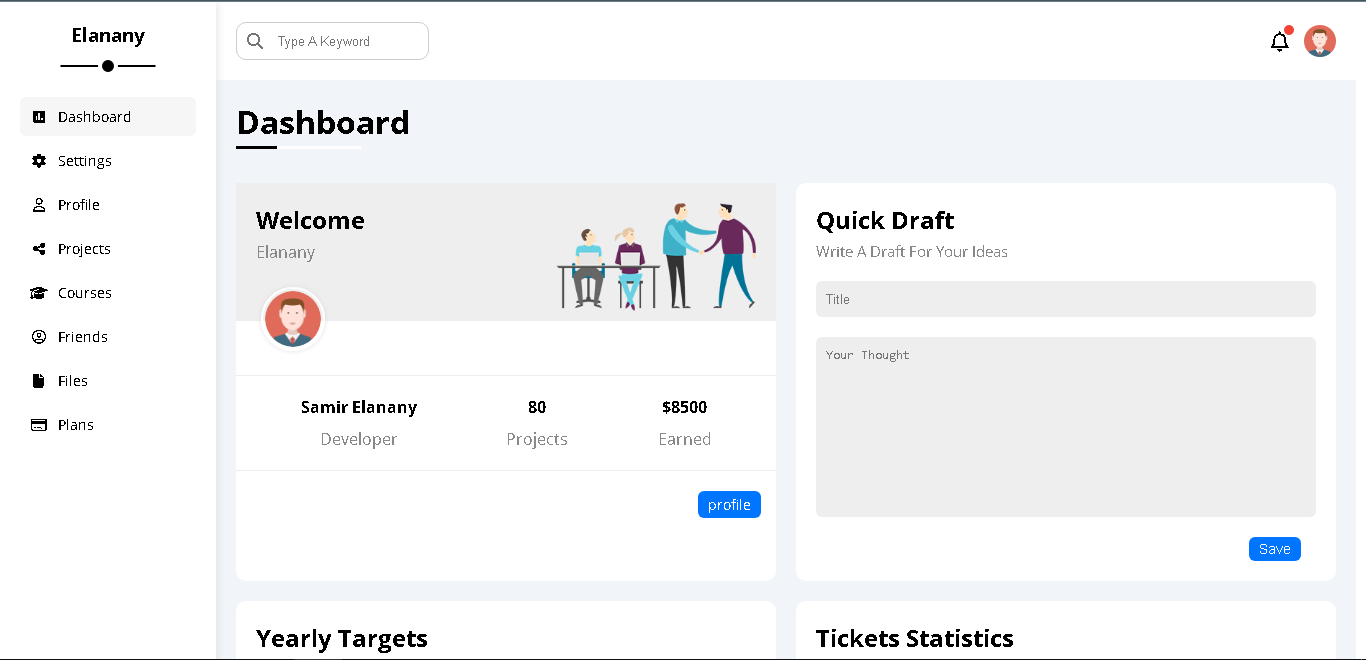 Elanany
Dashboard
Settings
Profile
Projects
Courses
Friends
Files
Plans
Type A Keyword
Dashboard
Welcome
Elanany
Samir Elanany
Developer
80
Projects
$8500
Earned
profile
Quick Draft
Write A Draft For Your Ideas
Title
Your Thought
Save
Yearly Targets
Tickets Statistics